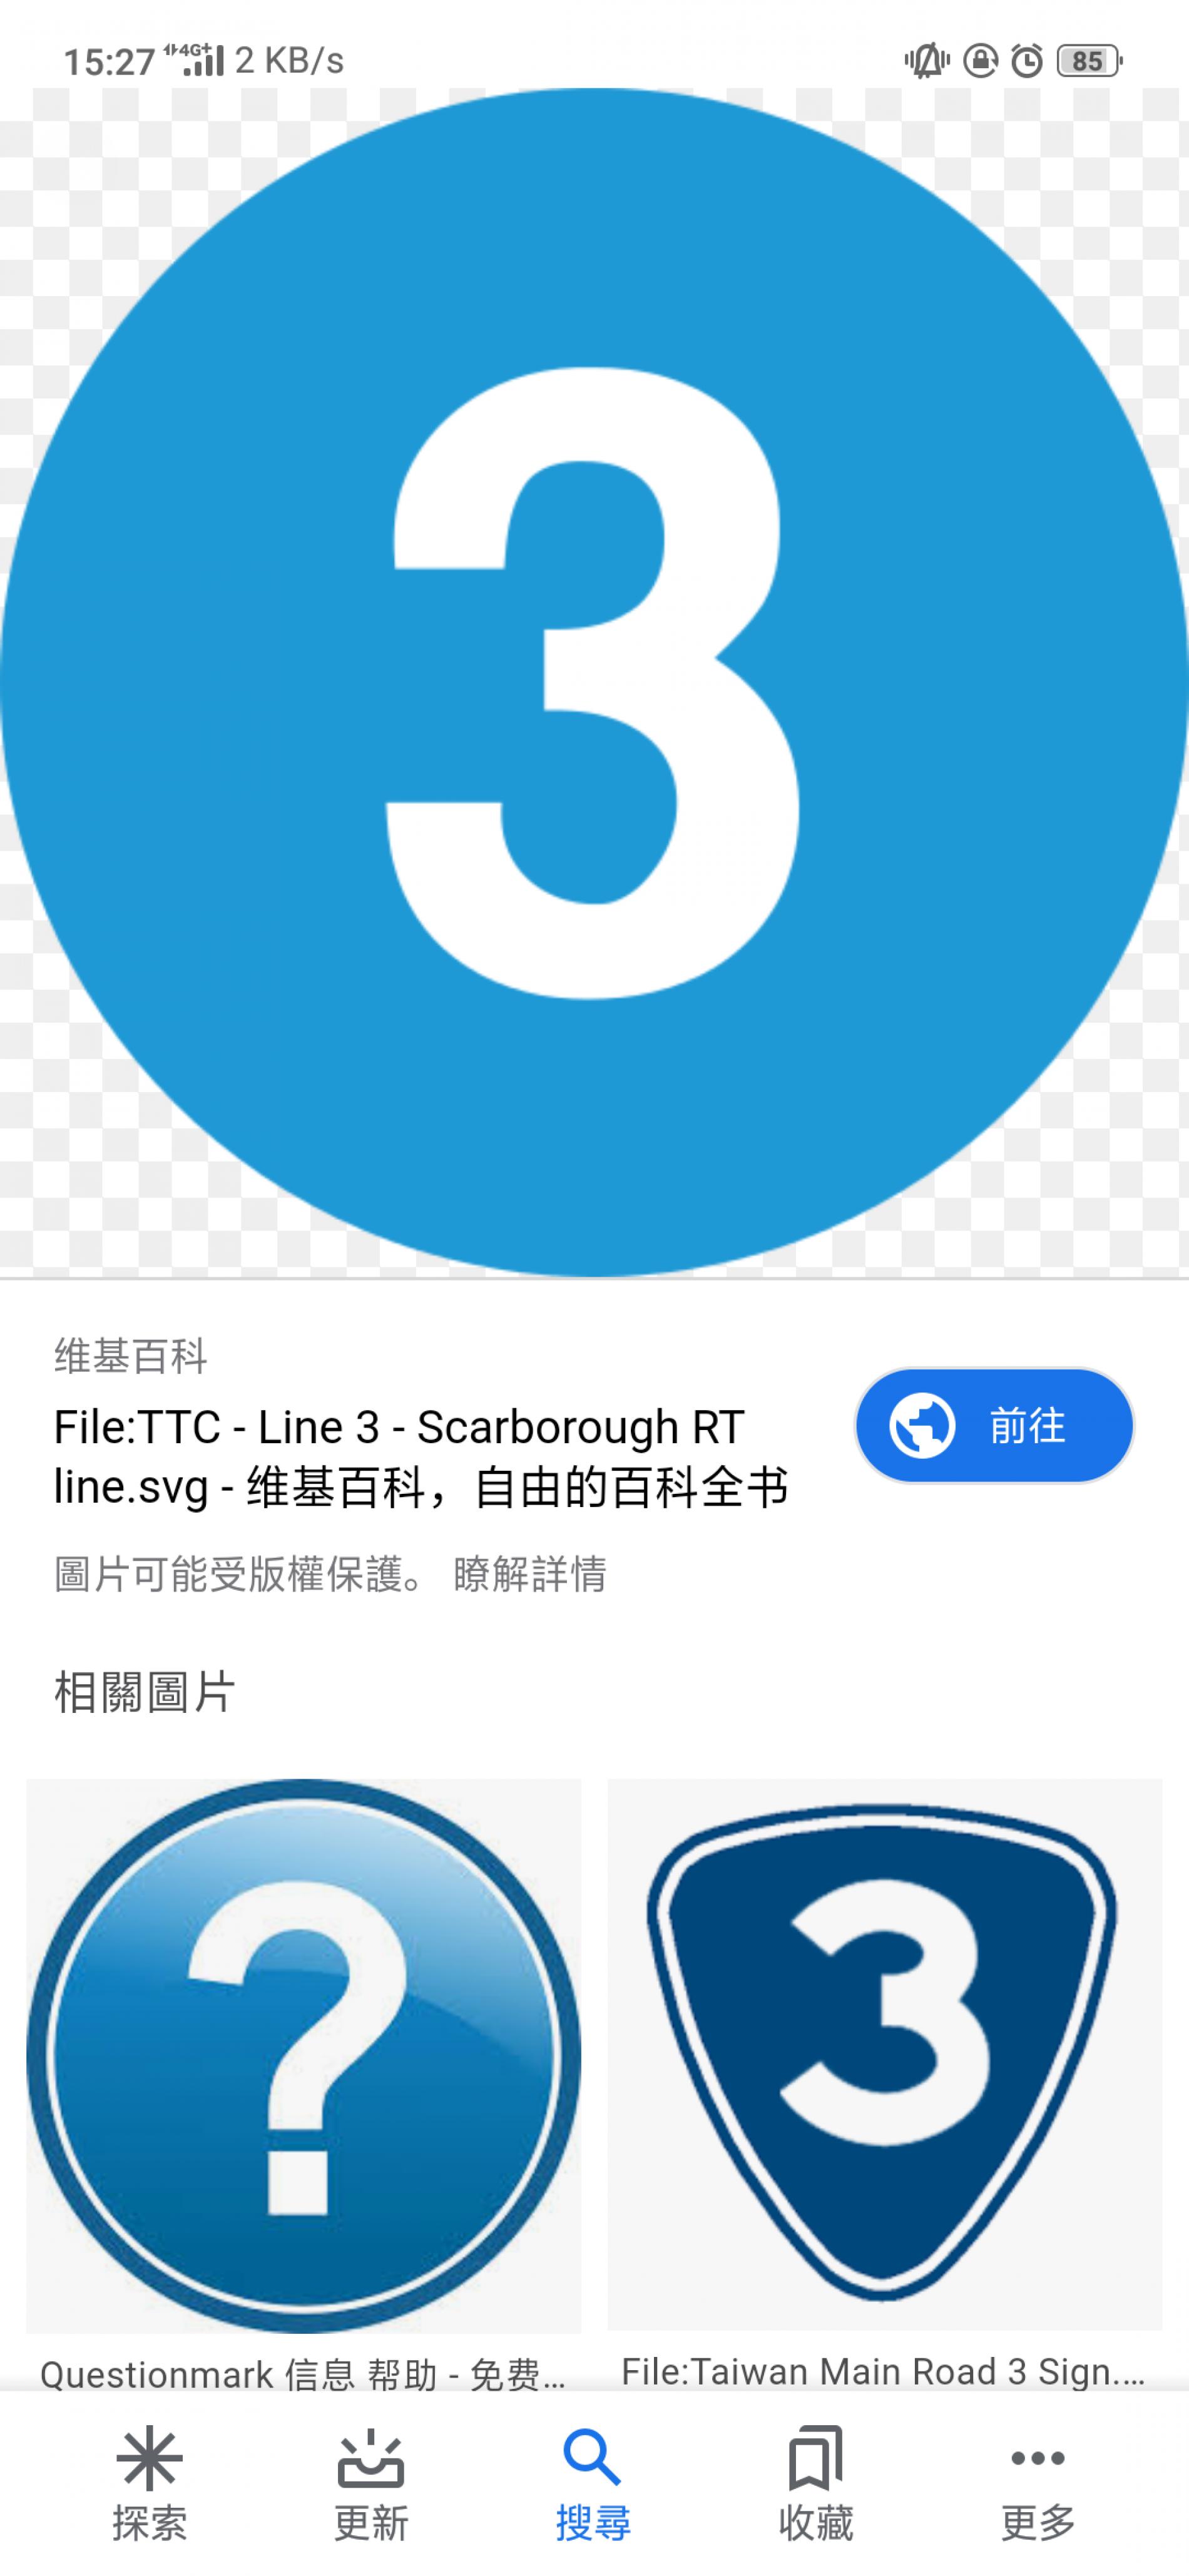 15:27 4G+ 2 KB/s 85
3
维基百科
File:TTC - Line 3 - Scarborough RT
line.svg - 维基百科，自由的百科全书
前往
圖片可能受版權保護。 瞭解詳情
相關圖片
?
3
Questionmark 信息 帮助 - 免费...
File:Taiwan Main Road 3 Sign....
探索
更新
搜尋
收藏
更多